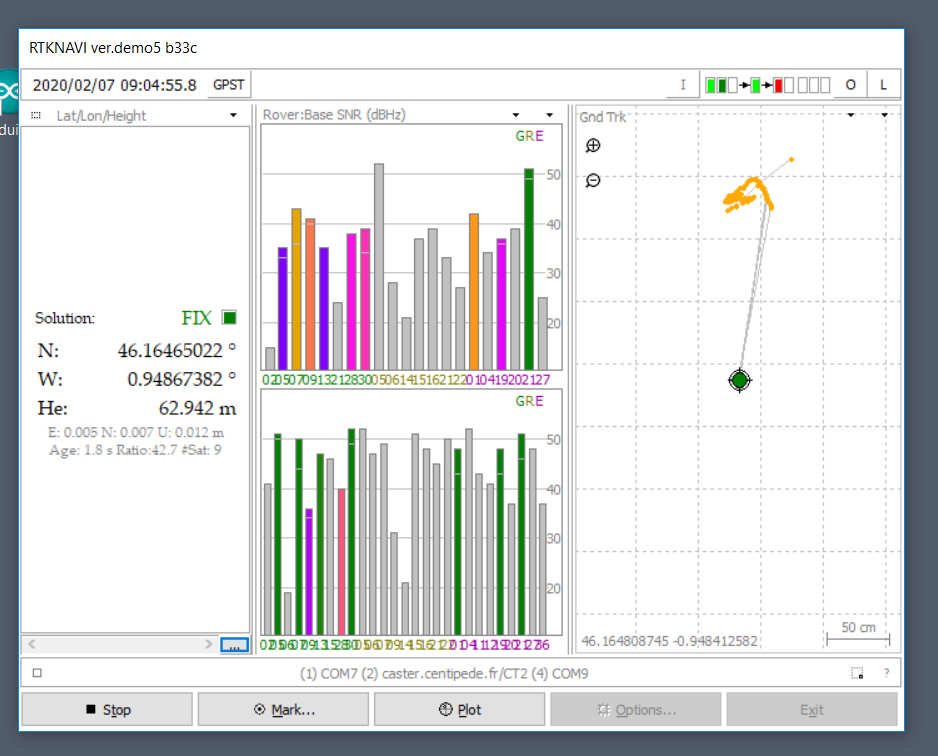 RTKNAVI ver.demo5 b33c
2020/02/07 09:04:55.8 GPST I O L
Lat/Lon/Height
Solution: FIX
N: 46.16465022 °
W: 0.94867382 °
He: 62.942 m
E: 0.005 N: 0.007 U: 0.012 m
Age: 1.8 s Ratio:42.7 #Sat: 9
Rover:Base SNR (dBHz)
GRE
50
40
30
20
02050709132128300506141516212201041920212 7
GRE
50
40
30
20
Gnd Trk
50 cm
46.164808745 -0.948412582
...
(1) COM7 (2) caster.centipede.fr/CT2 (4) COM9 ?
Stop Mark... Plot Options... Exit
dui